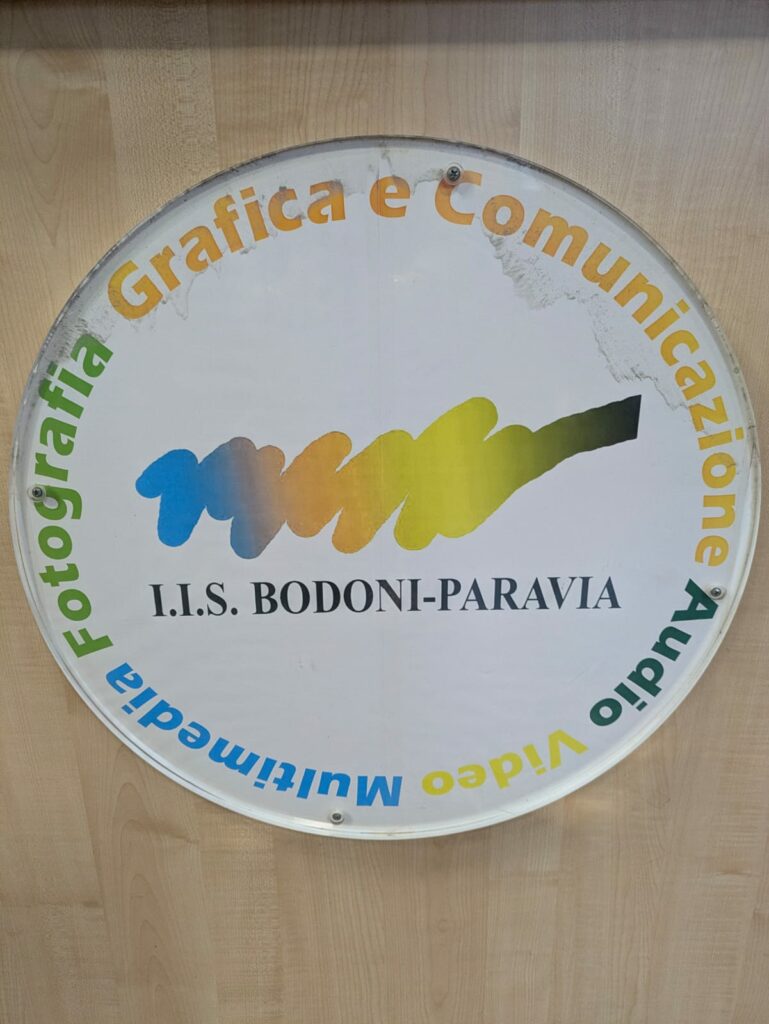 Grafica e Comunicazione
Audio
Video
Multimedia
Fotografia
I.I.S. BODONI-PARAVIA